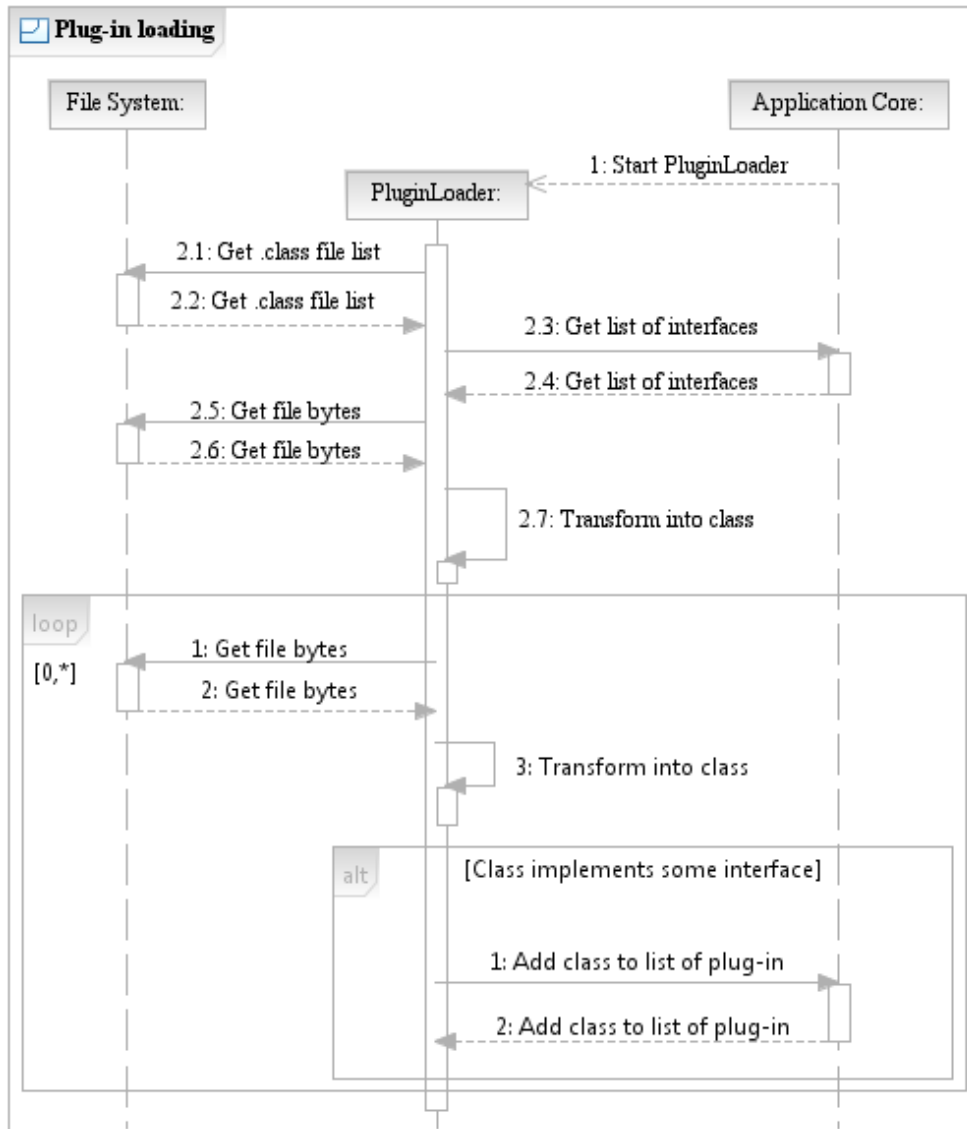 Plug-in loading
File System:
Application Core:
1: Start PluginLoader
PluginLoader:
2.1: Get .class file list
2.2: Get .class file list
2.3: Get list of interfaces
2.4: Get list of interfaces
2.5: Get file bytes
2.6: Get file bytes
2.7: Transform into class
loop
[0,*]
1: Get file bytes
2: Get file bytes
3: Transform into class
alt
[Class implements some interface]
1: Add class to list of plug-in
2: Add class to list of plug-in